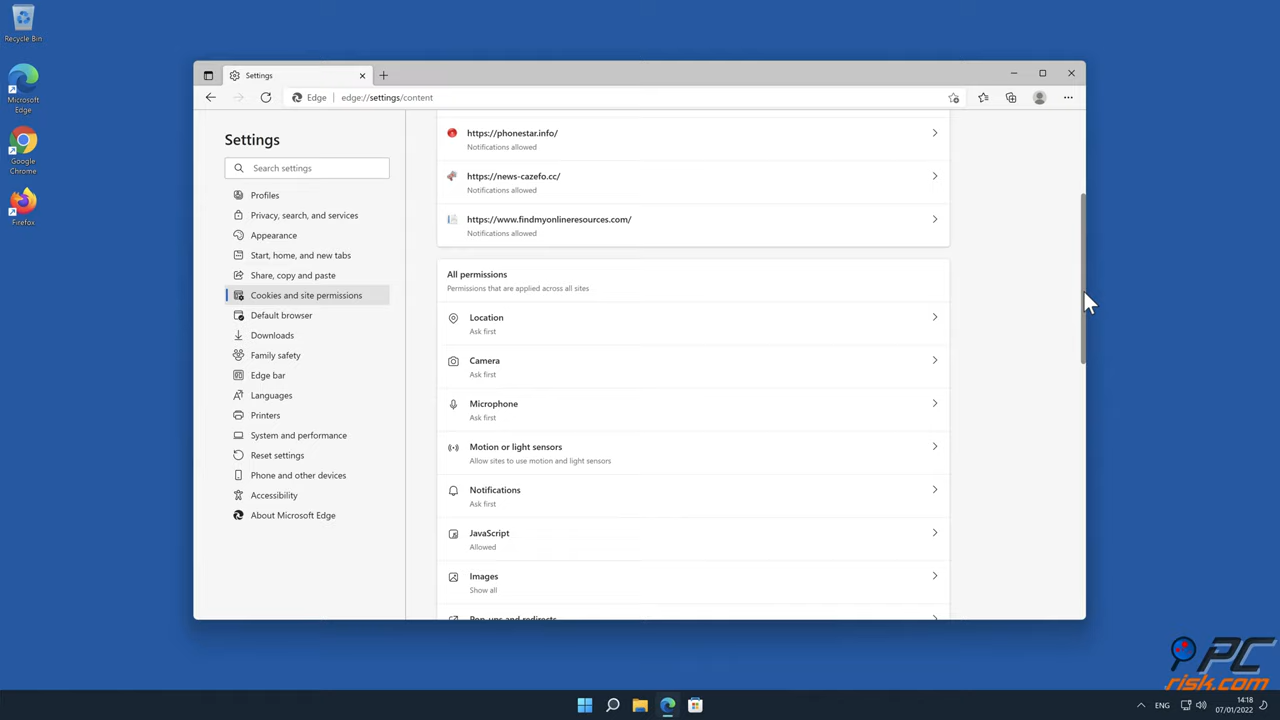 Recycle Bin
Microsoft
Edge
Google
Chrome
Firefox
Settings
Edge
edge://settings/content
Settings
Search settings
Profiles
Privacy, search, and services
Appearance
Start, home, and new tabs
Share, copy and paste
Cookies and site permissions
Default browser
Downloads
Family safety
Edge bar
Languages
Printers
System and performance
Reset settings
Phone and other devices
Accessibility
About Microsoft Edge
https://phonestar.info/
Notifications allowed
https://news-cazefo.cc/
Notifications allowed
https://www.findmyonlineresources.com/
Notifications allowed
All permissions
Permissions that are applied across all sites
Location
Ask first
Camera
Ask first
Microphone
Ask first
Motion or light sensors
Allow sites to use motion and light sensors
Notifications
Ask first
JavaScript
Allowed
Images
Show all
Pop-ups and redirects
PC
risk.com
ENG
14:18
07/01/2022